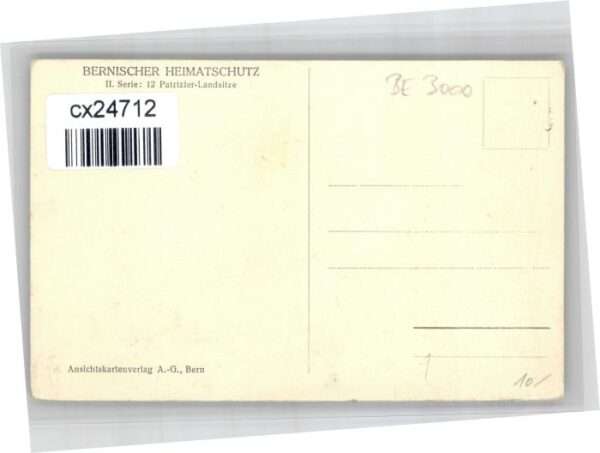 BERNISCHER HEIMATSCHUTZ
II. Serie: 12 Patrizier-Landsitze
cx24712
BE 3000
Ansichtskartenverlag A.-G., Bern
10/